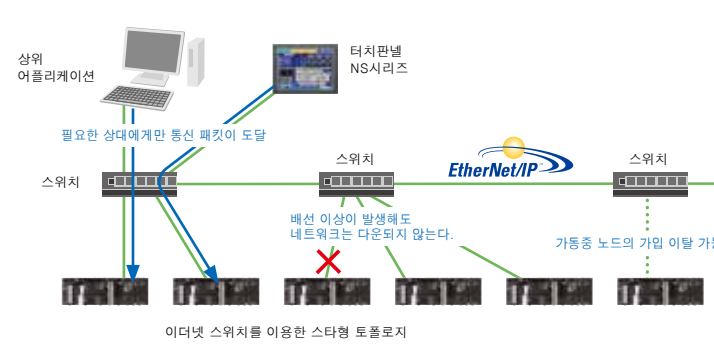 상위
어플리케이션
터치판넬
NS시리즈
필요한 상대에게만 통신 패킷이 도달
스위치
스위치
EtherNet/IP™
스위치
배선 이상이 발생해도
네트워크는 다운되지 않는다.
가동중 노드의 가입 이탈
이더넷 스위치를 이용한 스타형 토폴로지